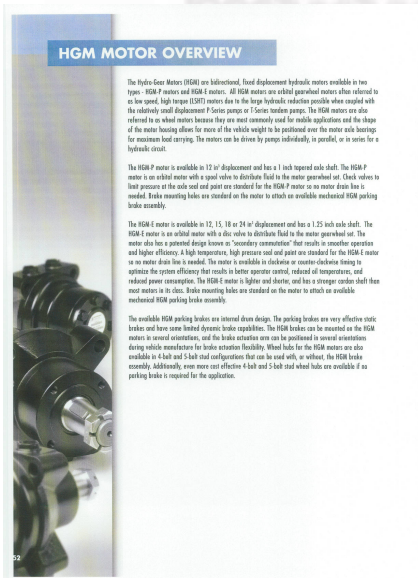 HGM MOTOR OVERVIEW
The Hydro-Gear Motors (HGM) are bidirectional, fixed displacement hydraulic motors available in two
types - HGM-P motors and HGM-E motors. All HGM motors are orbital gearwheel motors often referred to
as low speed, high torque (LSHT) motors due to the large hydraulic reduction possible when coupled with
the relatively small displacement P-Series pumps or T-Series tandem pumps. The HGM motors are also
referred to as wheel motors because they are most commonly used for mobile applications and the shape
of the motor housing allows for more of the vehicle weight to be positioned over the motor axle bearings
for maximum load carrying. The motors can be driven by pumps individually, in parallel, or in series for a
hydraulic circuit.
The HGM-P motor is available in 12 in³ displacement and has a 1 inch tapered axle shaft. The HGM-P
motor is an orbital motor with a spool valve to distribute fluid to the motor gearwheel set. Check valves to
limit pressure at the axle seal and paint are standard for the HGM-P motor so no motor drain line is
needed. Brake mounting holes are standard on the motor to attach an available mechanical HGM parking
brake assembly.
The HGM-E motor is available in 12, 15, 18 or 24 in³ displacement and has a 1.25 inch axle shaft. The
HGM-E motor is an orbital motor with a disc valve to distribute fluid to the motor gearwheel set. The
motor also has a patented design known as "secondary commutation" that results in smoother operation
and higher efficiency. A high temperature, high pressure seal and paint are standard for the HGM-E motor
so no motor drain line is needed. The motor is available in clockwise or counter-clockwise timing to
optimize the system efficiency that results in better operator control, reduced oil temperatures, and
reduced power consumption. The HGM-E motor is lighter and shorter, and has a stronger cardan shaft than
most motors in its class. Brake mounting holes are standard on the motor to attach an available
mechanical HGM parking brake assembly.
The available HGM parking brakes are internal drum design. The parking brakes are very effective static
brakes and have some limited dynamic brake capabilities. The HGM brakes can be mounted on the HGM
motors in several orientations, and the brake actuation arm can be positioned in several orientations
during vehicle manufacture for brake actuation flexibility. Wheel hubs for the HGM motors are also
available in 4-bolt and 5-bolt stud configurations that can be used with, or without, the HGM brake
assembly. Additionally, even more cost effective 4-bolt and 5-bolt stud wheel hubs are available if no
parking brake is required for the application.
52